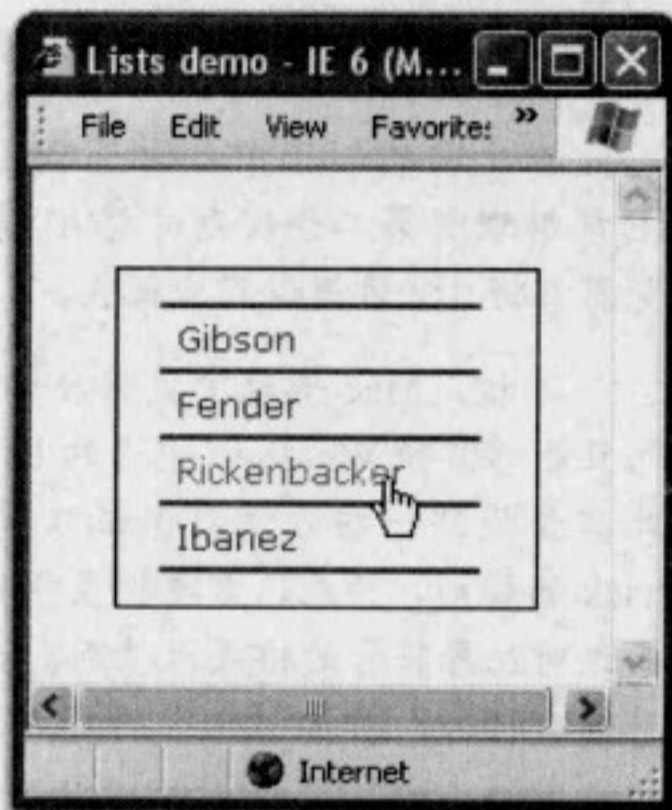 Lists demo - IE 6 (M...
File Edit View Favorites »
Gibson
Fender
Rickenbacker
Ibanez
Internet